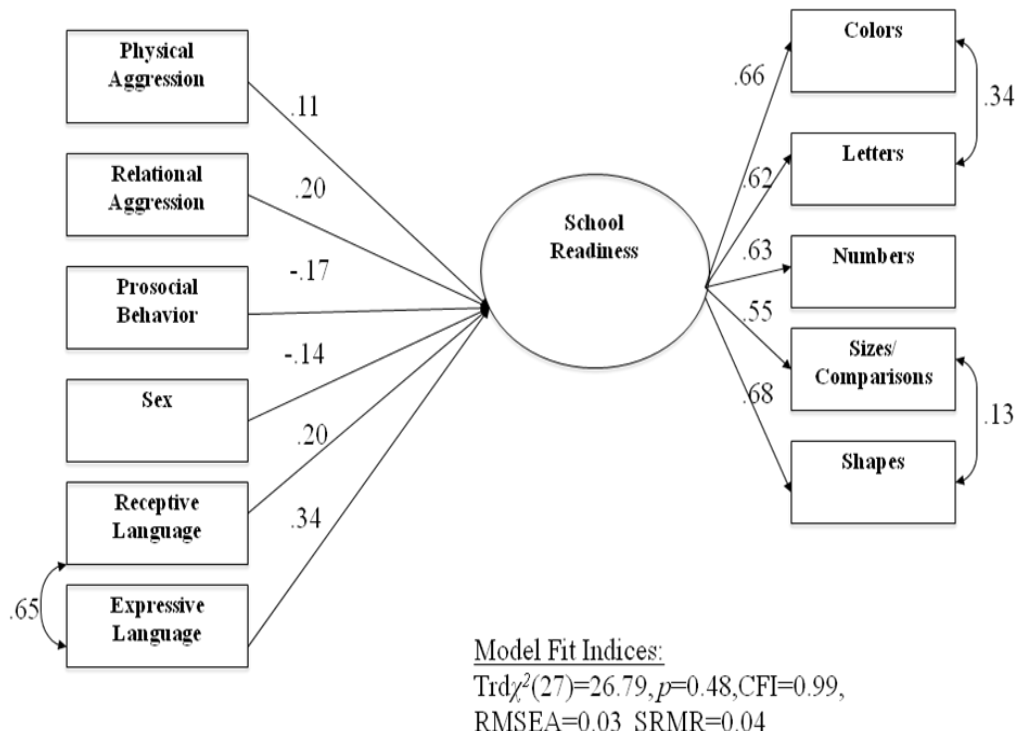 Physical
Aggression
.11
Relational
Aggression
.20
Prosocial
Behavior
-.17
Sex
-.14
Receptive
Language
.20
Expressive
Language
.34
.65
School
Readiness
.66
.62
.63
.55
.68
Colors
Letters
.34
Numbers
Sizes/
Comparisons
Shapes
.13
Model Fit Indices:
Trdχ²(27)=26.79, p=0.48,CFI=0.99,
RMSEA=0.03 SRMR=0.04